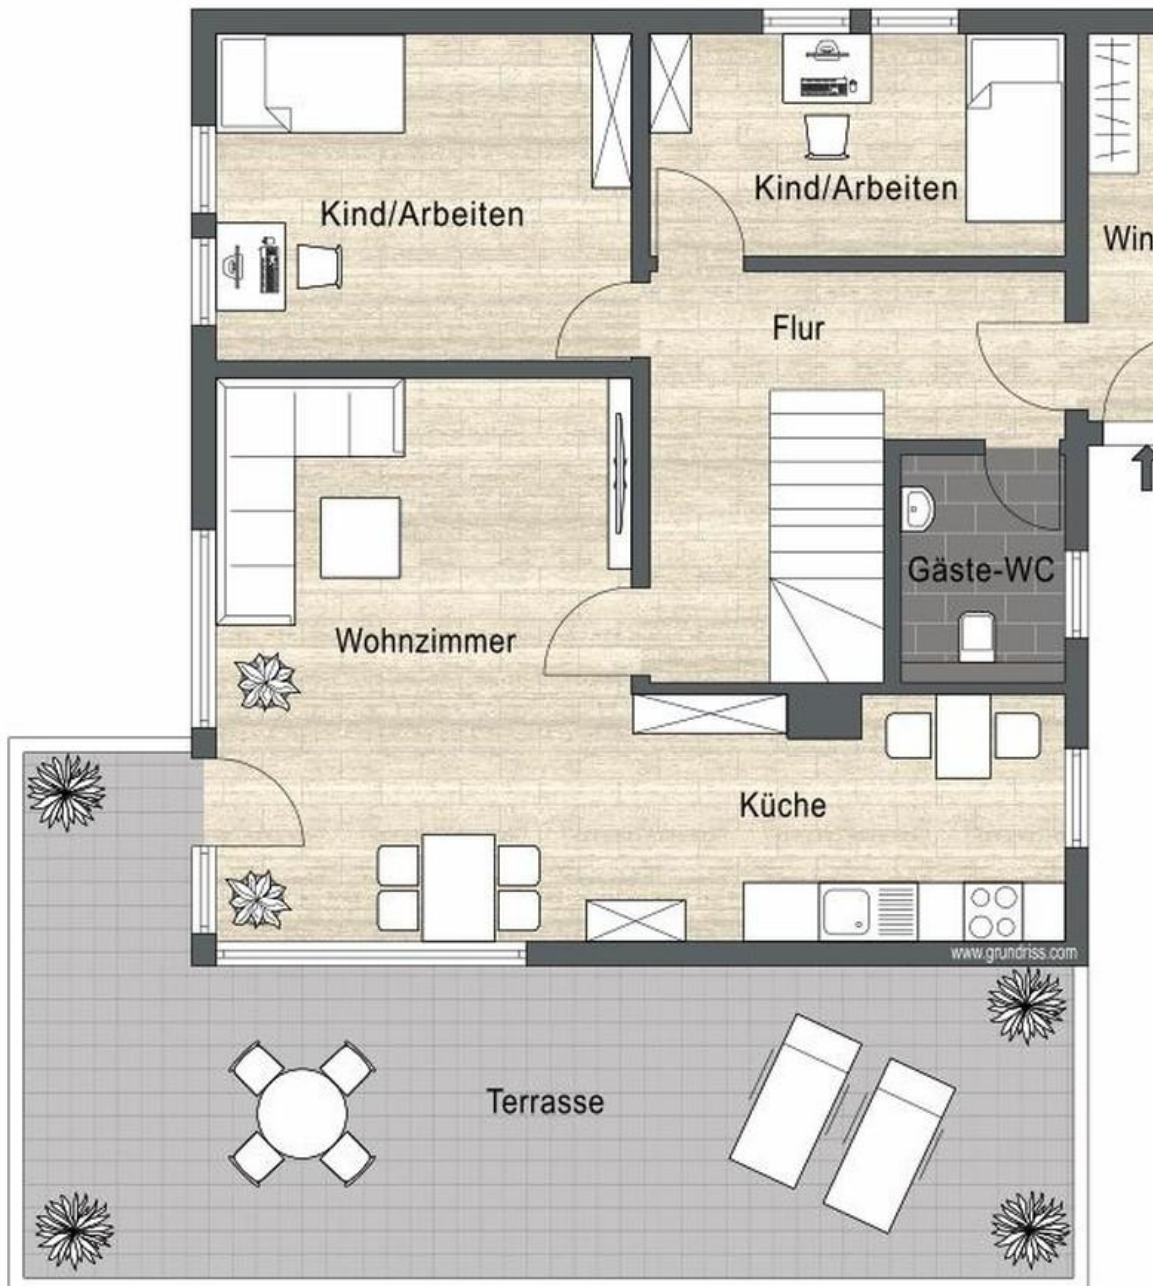 Kind/Arbeiten
Kind/Arbeiten
Win
Flur
Gäste-WC
Wohnzimmer
Küche
www.grundriss.com
Terrasse